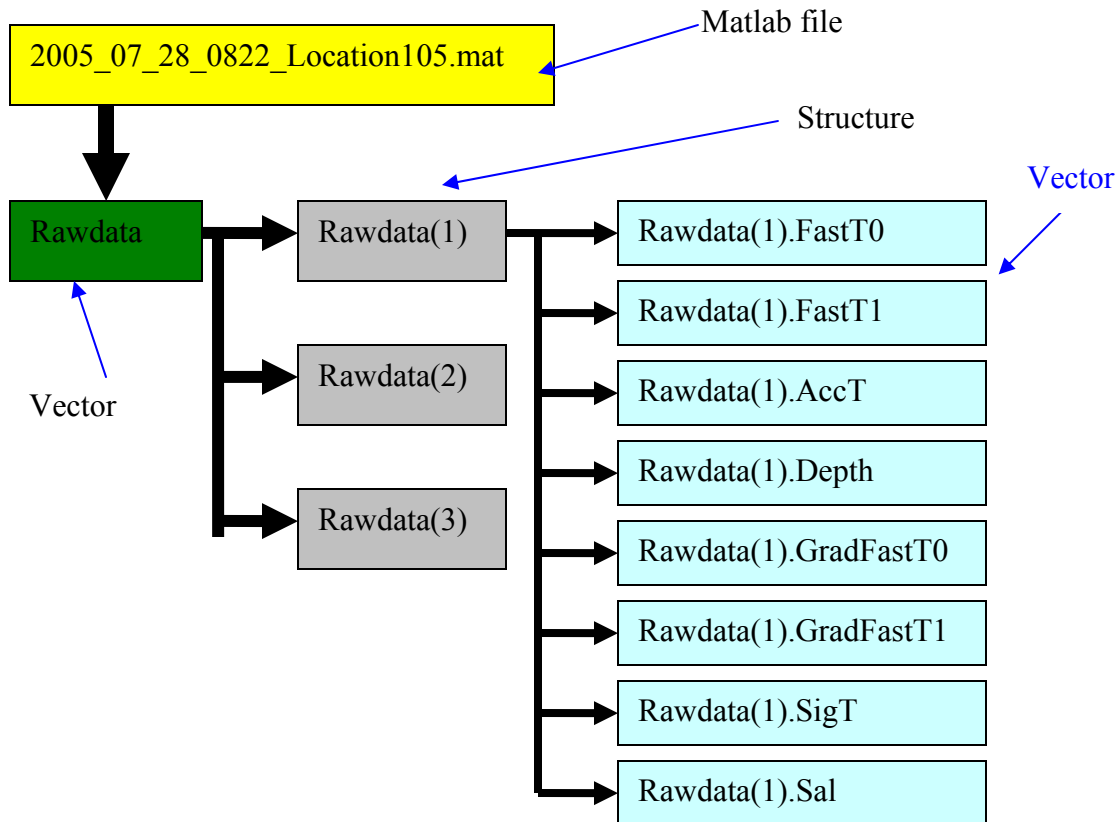 Matlab file
2005_07_28_0822_Location105.mat
Structure
Vector
Rawdata
Rawdata(1)
Rawdata(1).FastT0
Rawdata(1).FastT1
Rawdata(2)
Rawdata(1).AccT
Vector
Rawdata(1).Depth
Rawdata(3)
Rawdata(1).GradFastT0
Rawdata(1).GradFastT1
Rawdata(1).SigT
Rawdata(1).Sal